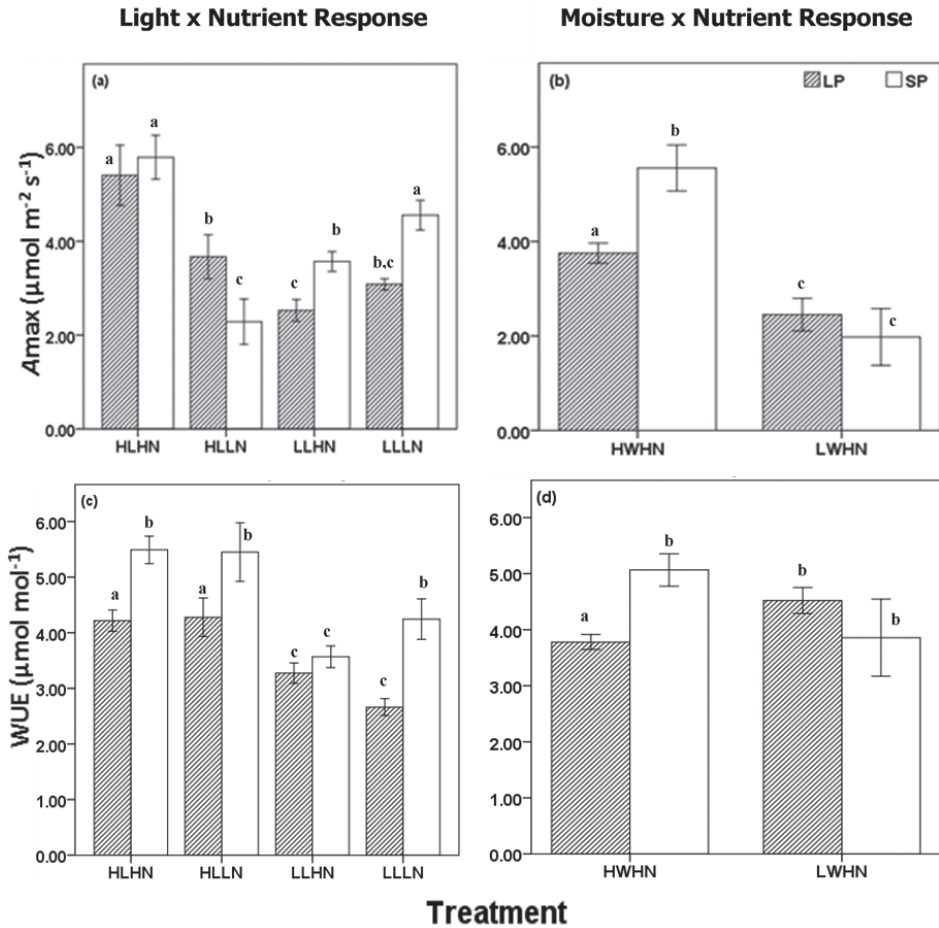 Light x Nutrient Response
Moisture x Nutrient Response
(a)
Amax (µmol m-2 s-1)
6.00
4.00
2.00
0.00
a
a
b
c
c
b
b,c
a
HLHN
HLLN
LLHN
LLLN
(b)
LP
SP
6.00
4.00
2.00
0.00
a
b
c
c
HWHN
LWHN
(c)
WUE (µmol mol-1)
6.00
5.00
4.00
3.00
2.00
1.00
0.00
a
b
a
b
c
c
c
b
HLHN
HLLN
LLHN
LLLN
(d)
6.00
5.00
4.00
3.00
2.00
1.00
0.00
a
b
b
b
HWHN
LWHN
Treatment